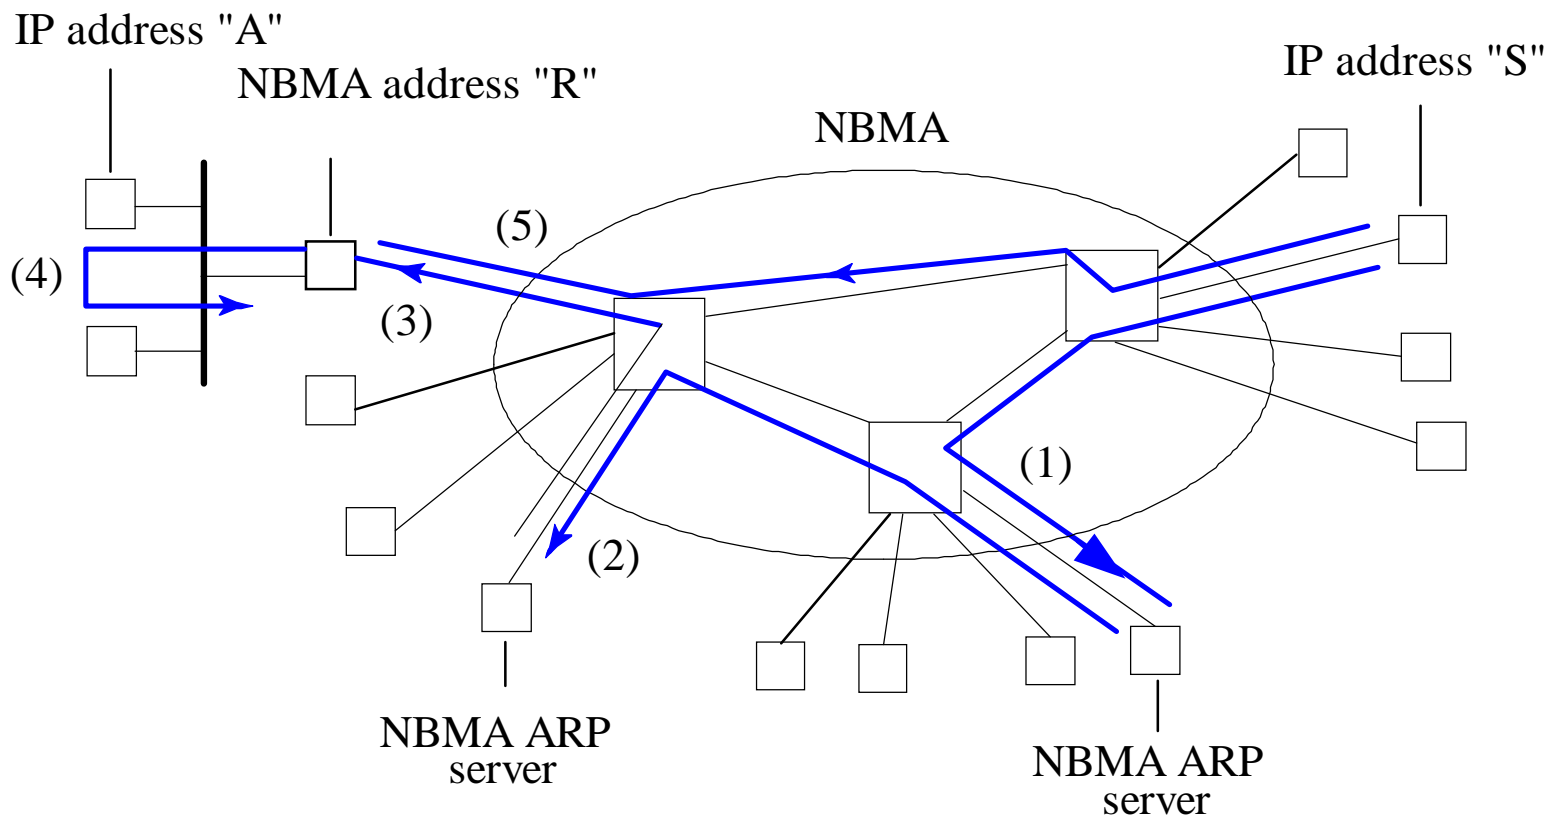 IP address "A"
NBMA address "R"
IP address "S"
NBMA
(5)
(4)
(3)
(1)
(2)
NBMA ARP
server
NBMA ARP
server